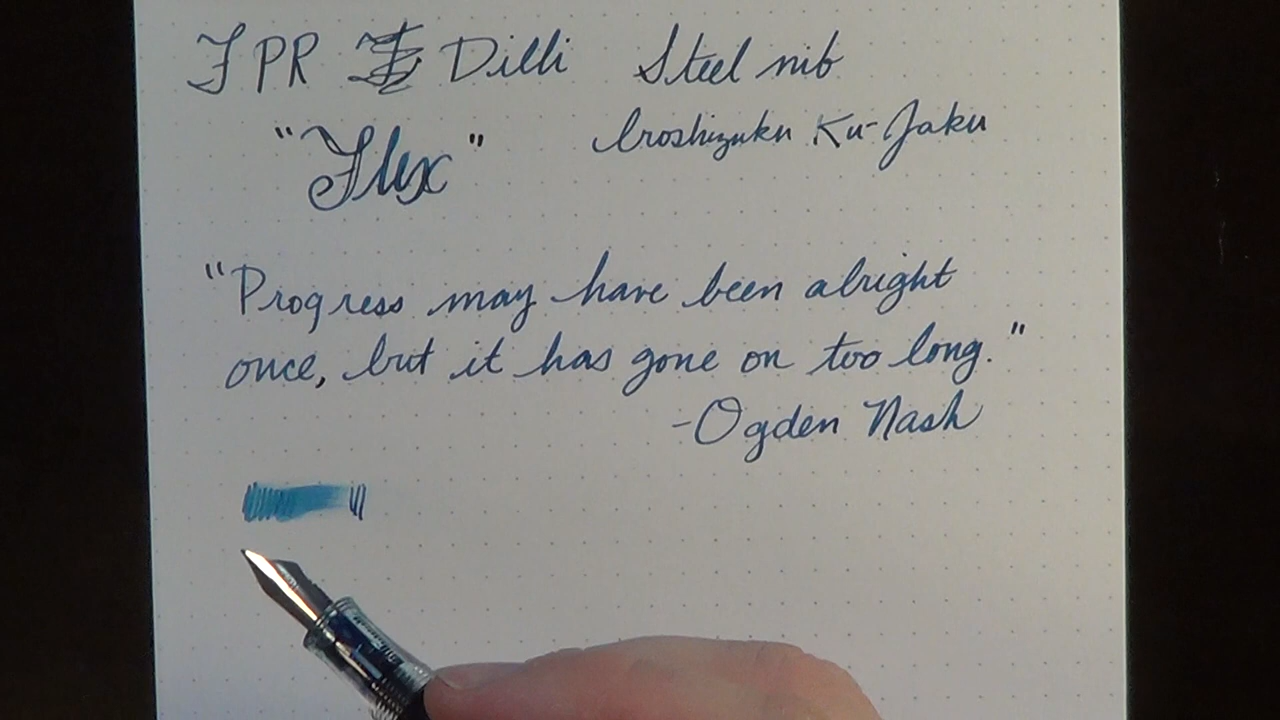 FPR Dilli Steel nib
"Flex" Iroshizuku Ku-Jaku
"Progress may have been alright
once, but it has gone on too long."
-Ogden Nash